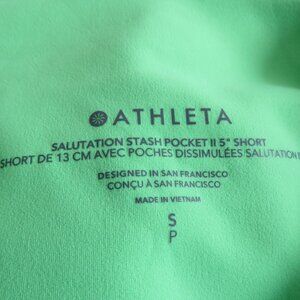 ATHLETA
SALUTATION STASH POCKET II 5" SHORT
SHORT DE 13 CM AVEC POCHES DISSIMULÉES SALUTATION
DESIGNED IN SAN FRANCISCO
CONÇU À SAN FRANCISCO
MADE IN VIETNAM
S
P